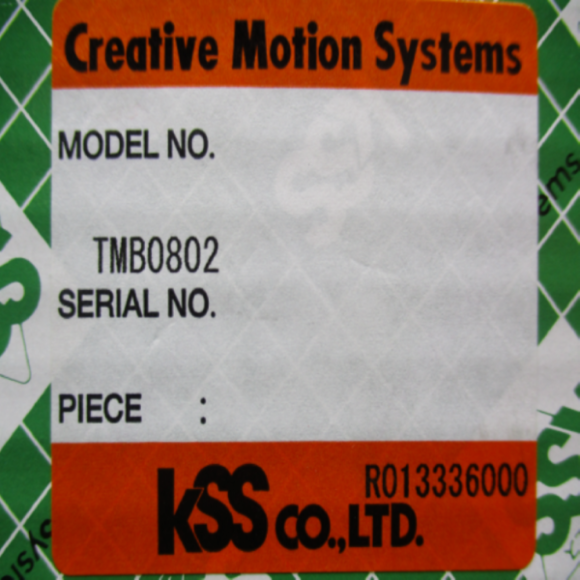 Creative Motion Systems
MODEL NO.
TMB0802
SERIAL NO.
PIECE :
R013336000
KSS CO.,LTD.